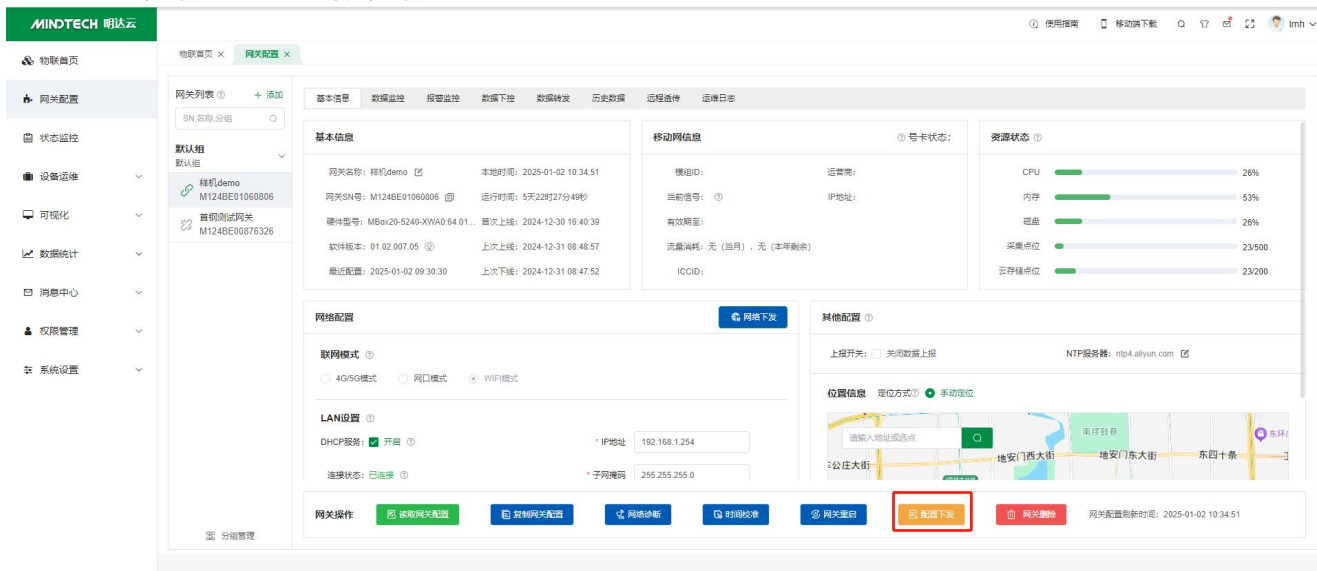 MINDTECH 明达云
使用指南 移动端下载 lmh
物联首页
网关配置
状态监控
设备运维
可视化
数据统计
消息中心
权限管理
系统设置
物联首页 × 网关配置 ×
网关列表 + 添加
SN,名称,分组
默认组
默认组
样机demo
M124BE01060806
首钢测试网关
M124BE00876326
分组管理
基本信息 数据监控 报警监控 数据下控 数据转发 历史数据 远程透传 运维日志
基本信息
网关名称: 样机demo 本地时间: 2025-01-02 10:34:51
网关SN号: M124BE01060806 运行时间: 5天22时27分49秒
硬件型号: MBox20-5240-XWA0:64.01... 首次上线: 2024-12-30 16:40:39
软件版本: 01.02.007.05 上次上线: 2024-12-31 08:48:57
最近配置: 2025-01-02 09:30:30 上次下线: 2024-12-31 08:47:52
移动网信息 号卡状态:
模组ID: 运营商:
当前信号: IP地址:
有效期至:
流量消耗: 无 (当月) , 无 (本年剩余)
ICCID:
资源状态
CPU 26%
内存 53%
磁盘 26%
采集点位 23/500
云存储点位 23/200
网络配置 网络下发
联网模式
4G/5G模式 网口模式 WIFI模式
LAN设置
DHCP服务: 开启 * IP地址 192.168.1.254
连接状态: 已连接 * 子网掩码 255.255.255.0
其他配置
上报开关: 关闭数据上报 NTP服务器: ntp4.aliyun.com
位置信息 定位方式 手动定位
请输入地址或选点
南锣鼓巷
公庄大街 地安门西大街 地安门东大街 东四十条
网关操作 读取网关配置 复制网关配置 网络诊断 时间校准 网关重启 配置下发 网关删除 网关配置刷新时间: 2025-01-02 10:34:51